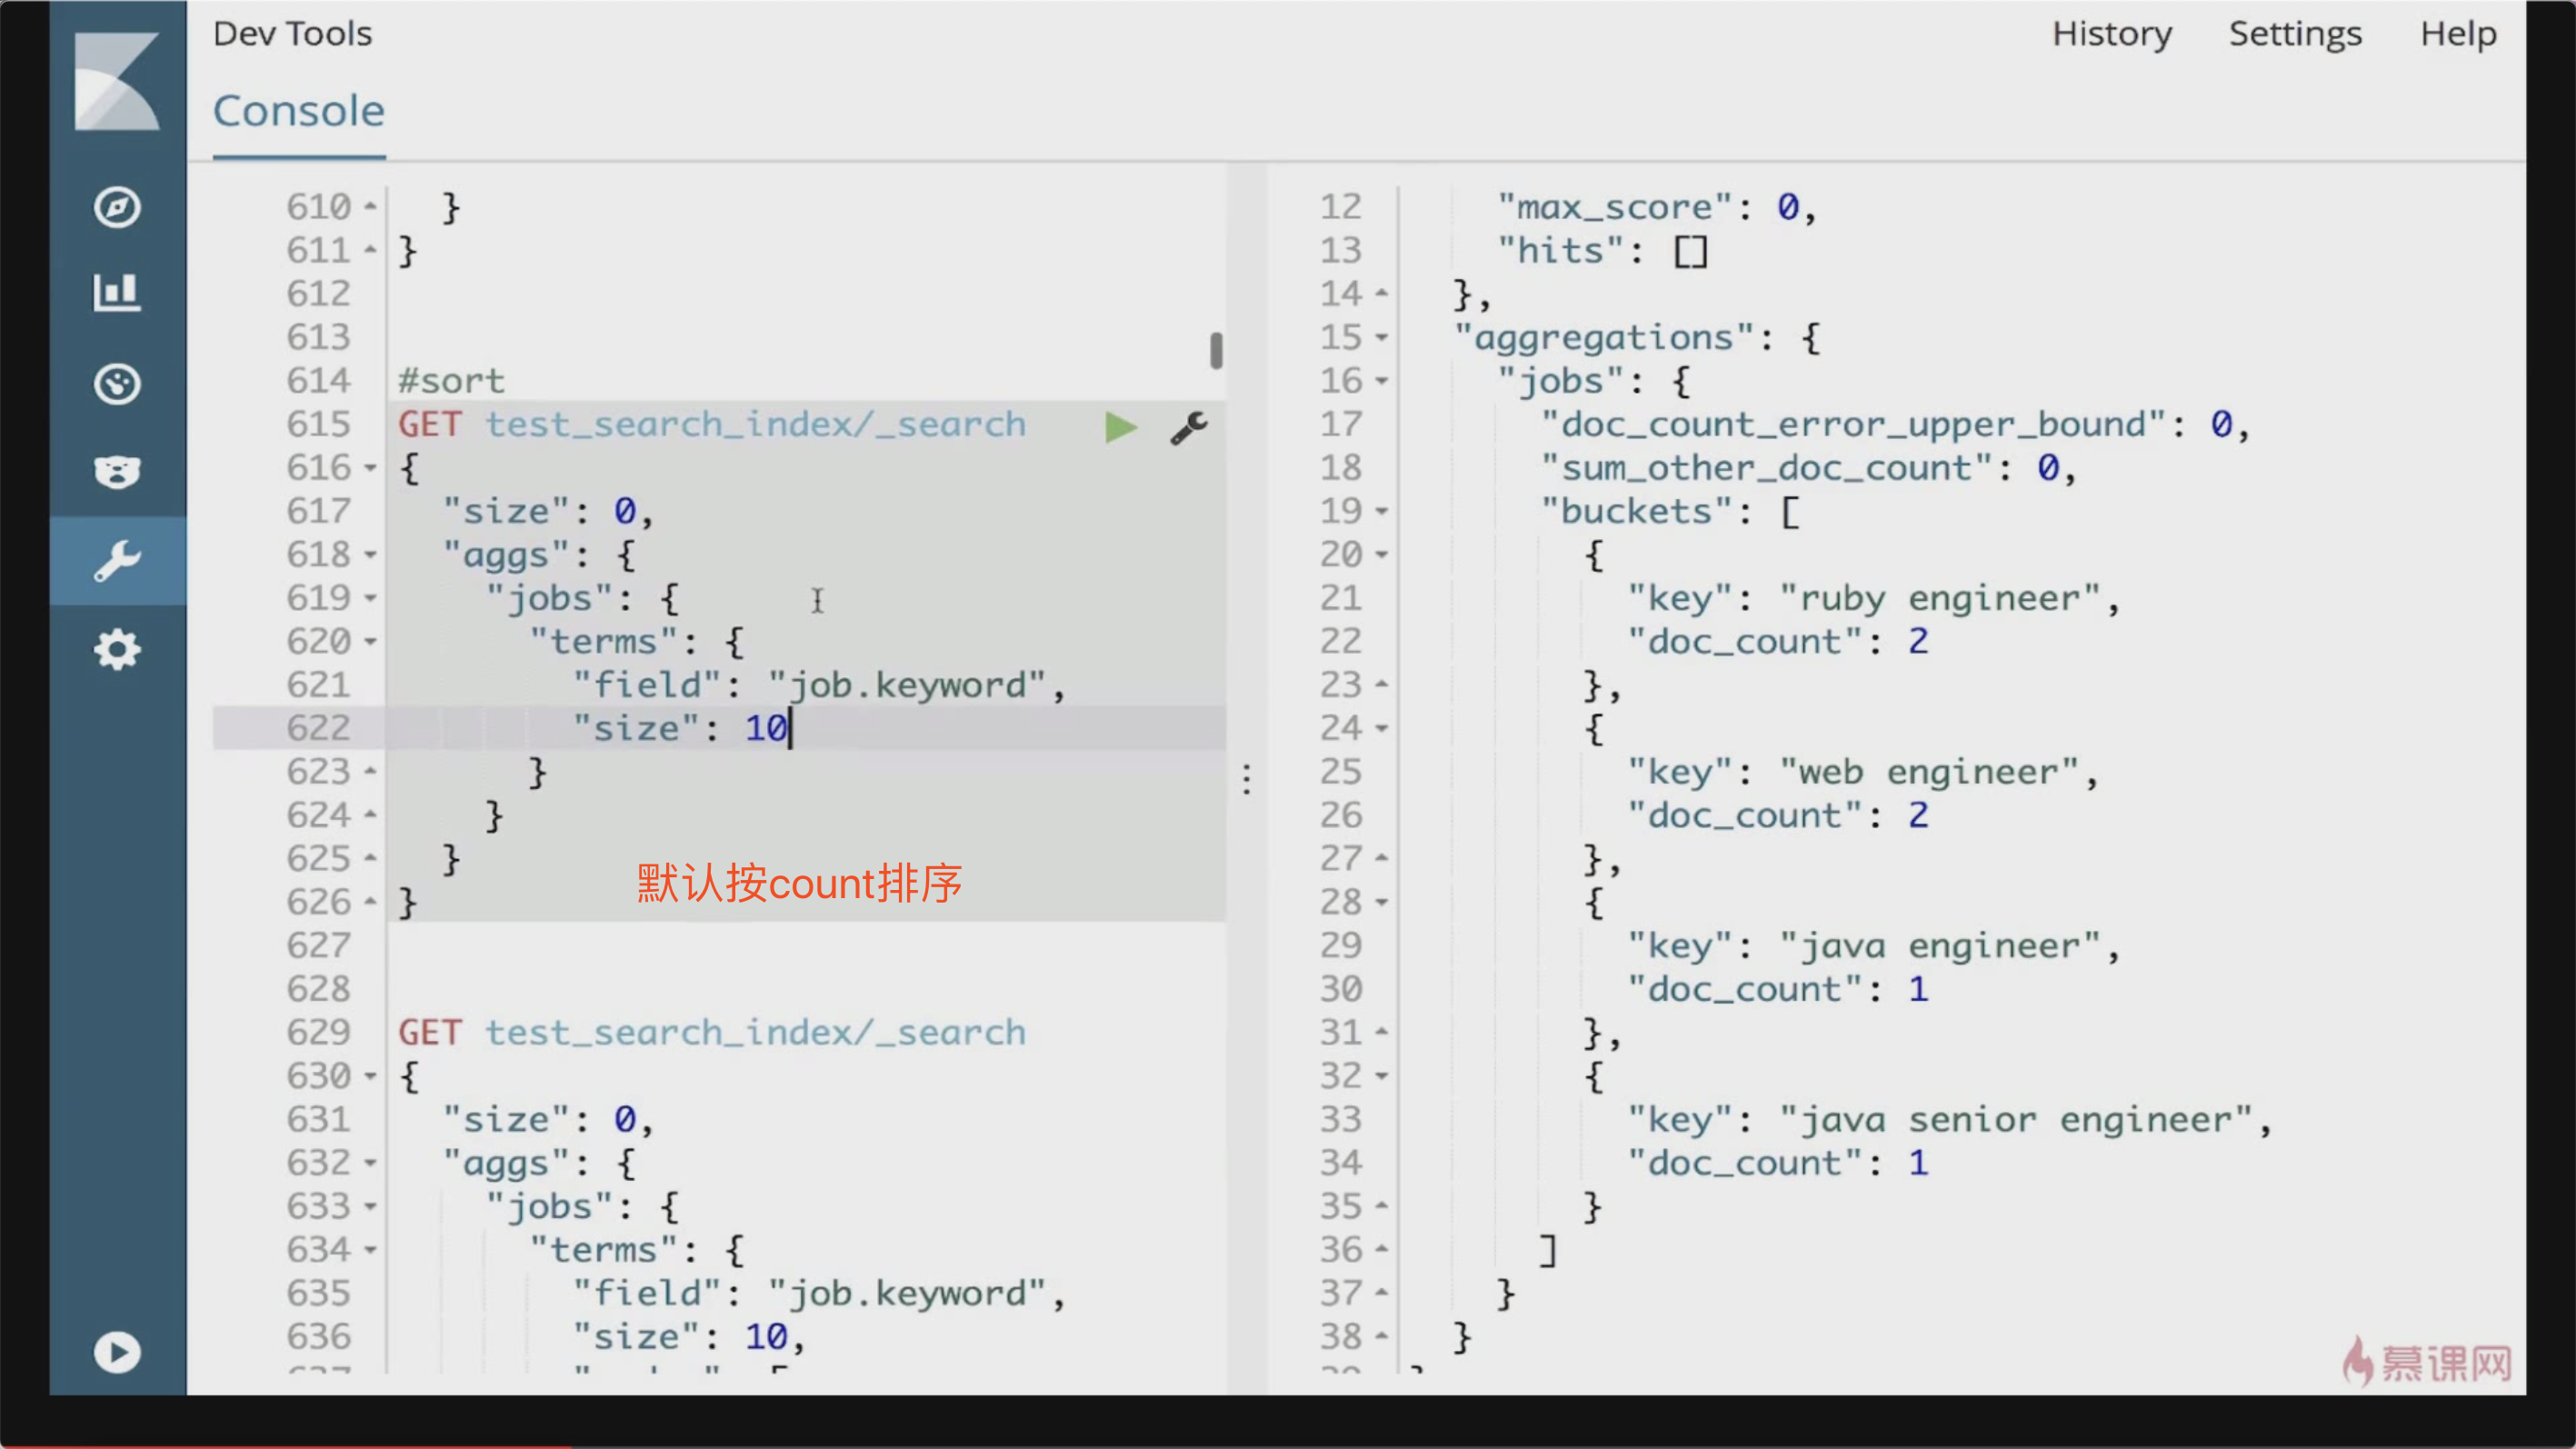 Dev Tools
History Settings Help
Console
610 }
611 }
612
613
614 #sort
615 GET test_search_index/_search
616 {
617 "size": 0,
618 "aggs": {
619 "jobs": {
620 "terms": {
621 "field": "job.keyword",
622 "size": 10
623 }
624 }
625 }
626 }
默认按count排序
627
628
629 GET test_search_index/_search
630 {
631 "size": 0,
632 "aggs": {
633 "jobs": {
634 "terms": {
635 "field": "job.keyword",
636 "size": 10,
12 "max_score": 0,
13 "hits": []
14 },
15 "aggregations": {
16 "jobs": {
17 "doc_count_error_upper_bound": 0,
18 "sum_other_doc_count": 0,
19 "buckets": [
20 {
21 "key": "ruby engineer",
22 "doc_count": 2
23 },
24 {
25 "key": "web engineer",
26 "doc_count": 2
27 },
28 {
29 "key": "java engineer",
30 "doc_count": 1
31 },
32 {
33 "key": "java senior engineer",
34 "doc_count": 1
35 }
36 ]
37 }
38 }
慕课网